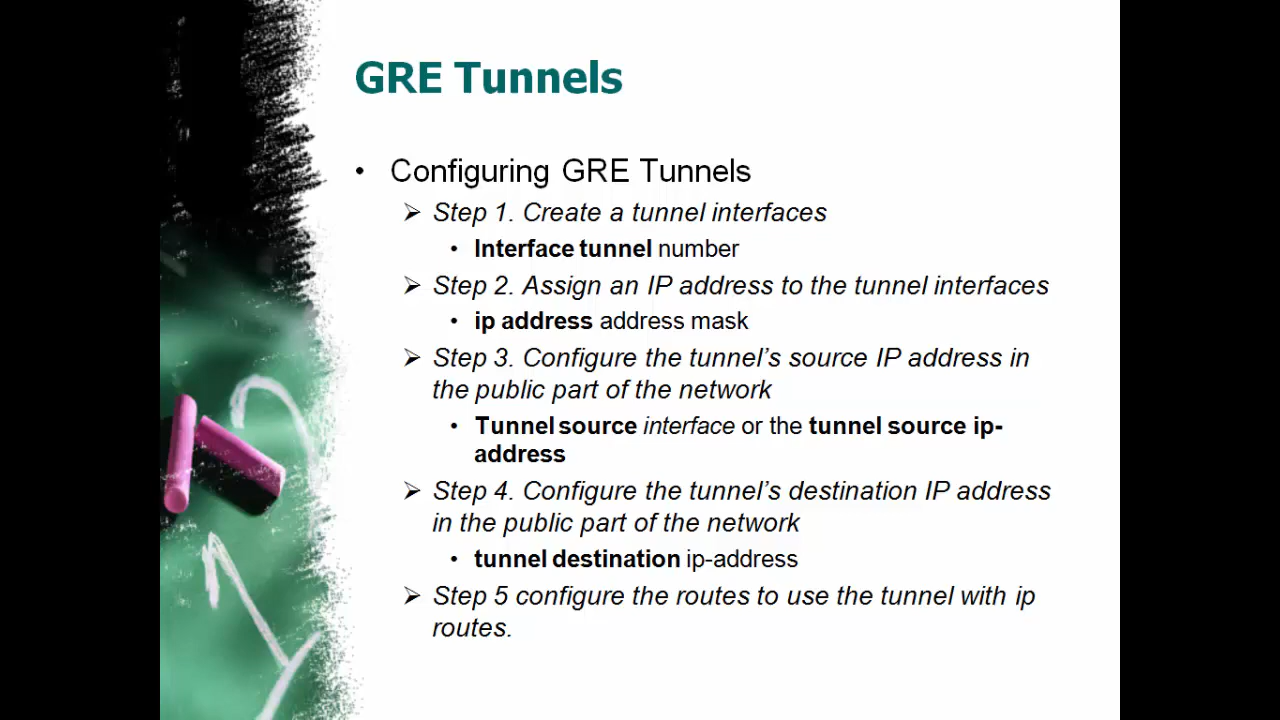 GRE Tunnels
• Configuring GRE Tunnels
➢ Step 1. Create a tunnel interfaces
• Interface tunnel number
➢ Step 2. Assign an IP address to the tunnel interfaces
• ip address address mask
➢ Step 3. Configure the tunnel’s source IP address in
the public part of the network
• Tunnel source interface or the tunnel source ip-
address
➢ Step 4. Configure the tunnel’s destination IP address
in the public part of the network
• tunnel destination ip-address
➢ Step 5 configure the routes to use the tunnel with ip
routes.